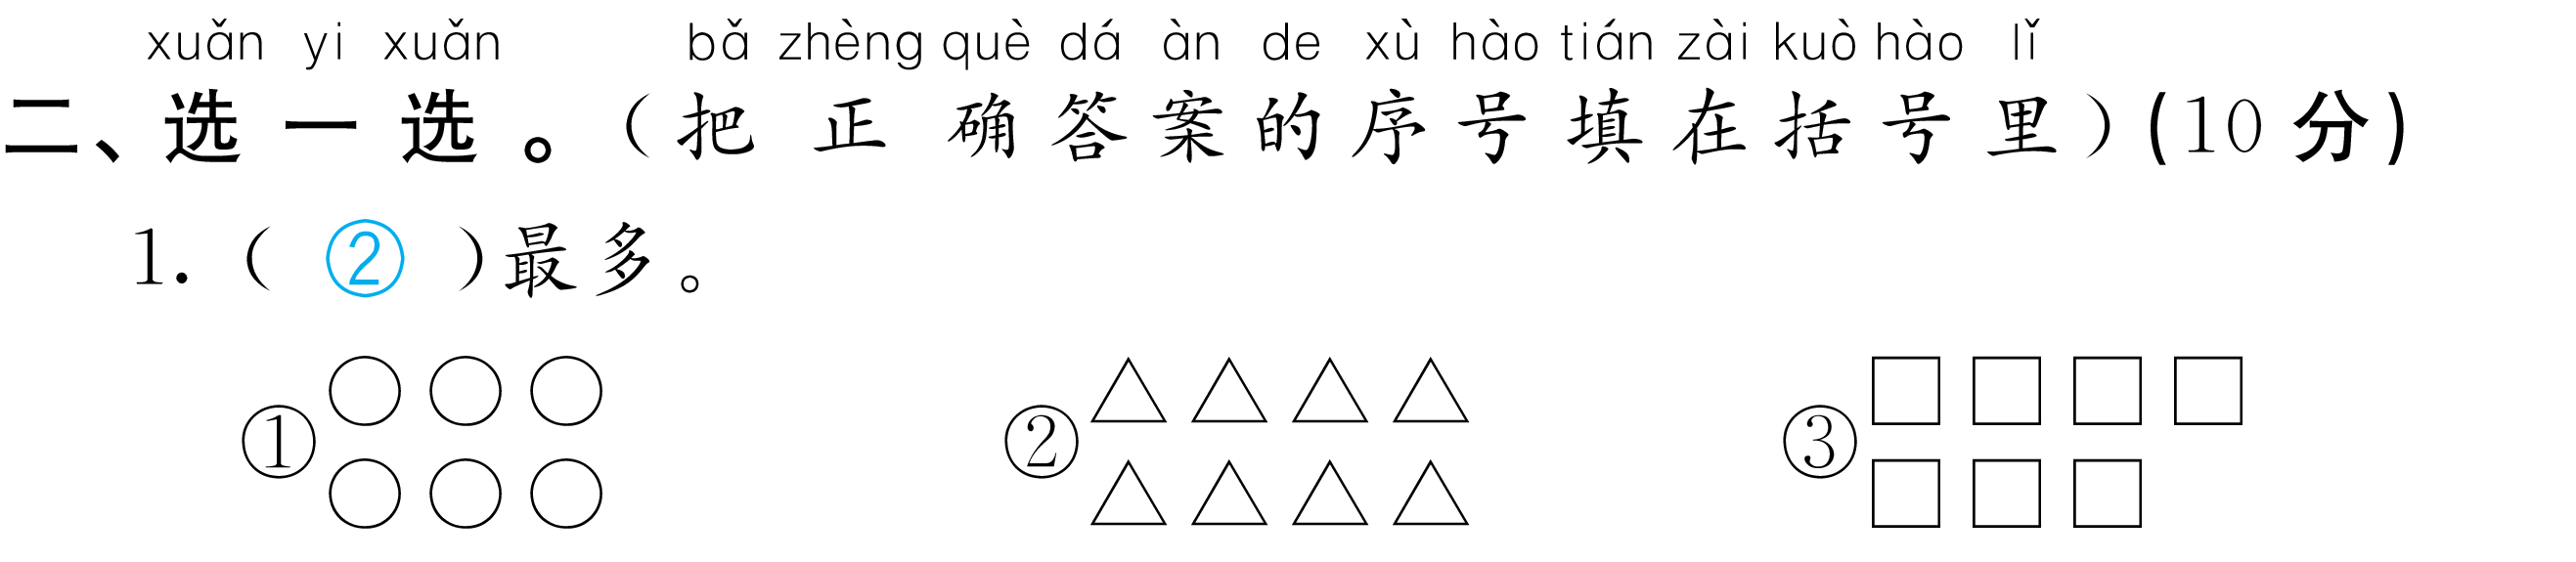 xuǎn yi xuǎn bǎ zhèng què dá àn de xù hào tián zài kuò hào lǐ
二、选一选。（把正确答案的序号填在括号里）(10分)
1.（ ② ）最多。
① ② ③